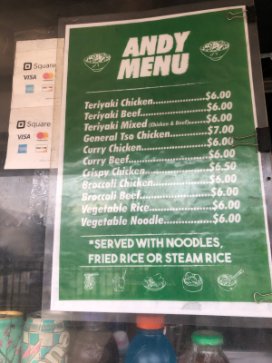 Square
VISA
Square
VISA
ANDY
MENU
Teriyaki Chicken....................$6.00
Teriyaki Beef.........................$6.00
Teriyaki Mixed (Chicken & Beef).......$6.00
General Tso Chicken...............$7.00
Curry Chicken........................$6.00
Curry Beef.............................$6.00
Crispy Chicken.......................$6.50
Broccoli Chicken....................$6.00
Broccoli Beef.........................$6.00
Vegetable Rice.......................$6.00
Vegetable Noodle...................$6.00
*SERVED WITH NOODLES,
FRIED RICE OR STEAM RICE